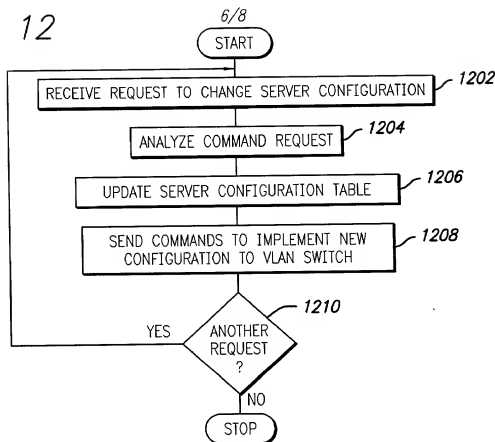 12
6/8
START
RECEIVE REQUEST TO CHANGE SERVER CONFIGURATION
1202
ANALYZE COMMAND REQUEST
1204
UPDATE SERVER CONFIGURATION TABLE
1206
SEND COMMANDS TO IMPLEMENT NEW
CONFIGURATION TO VLAN SWITCH
1208
1210
YES
ANOTHER
REQUEST
?
NO
STOP